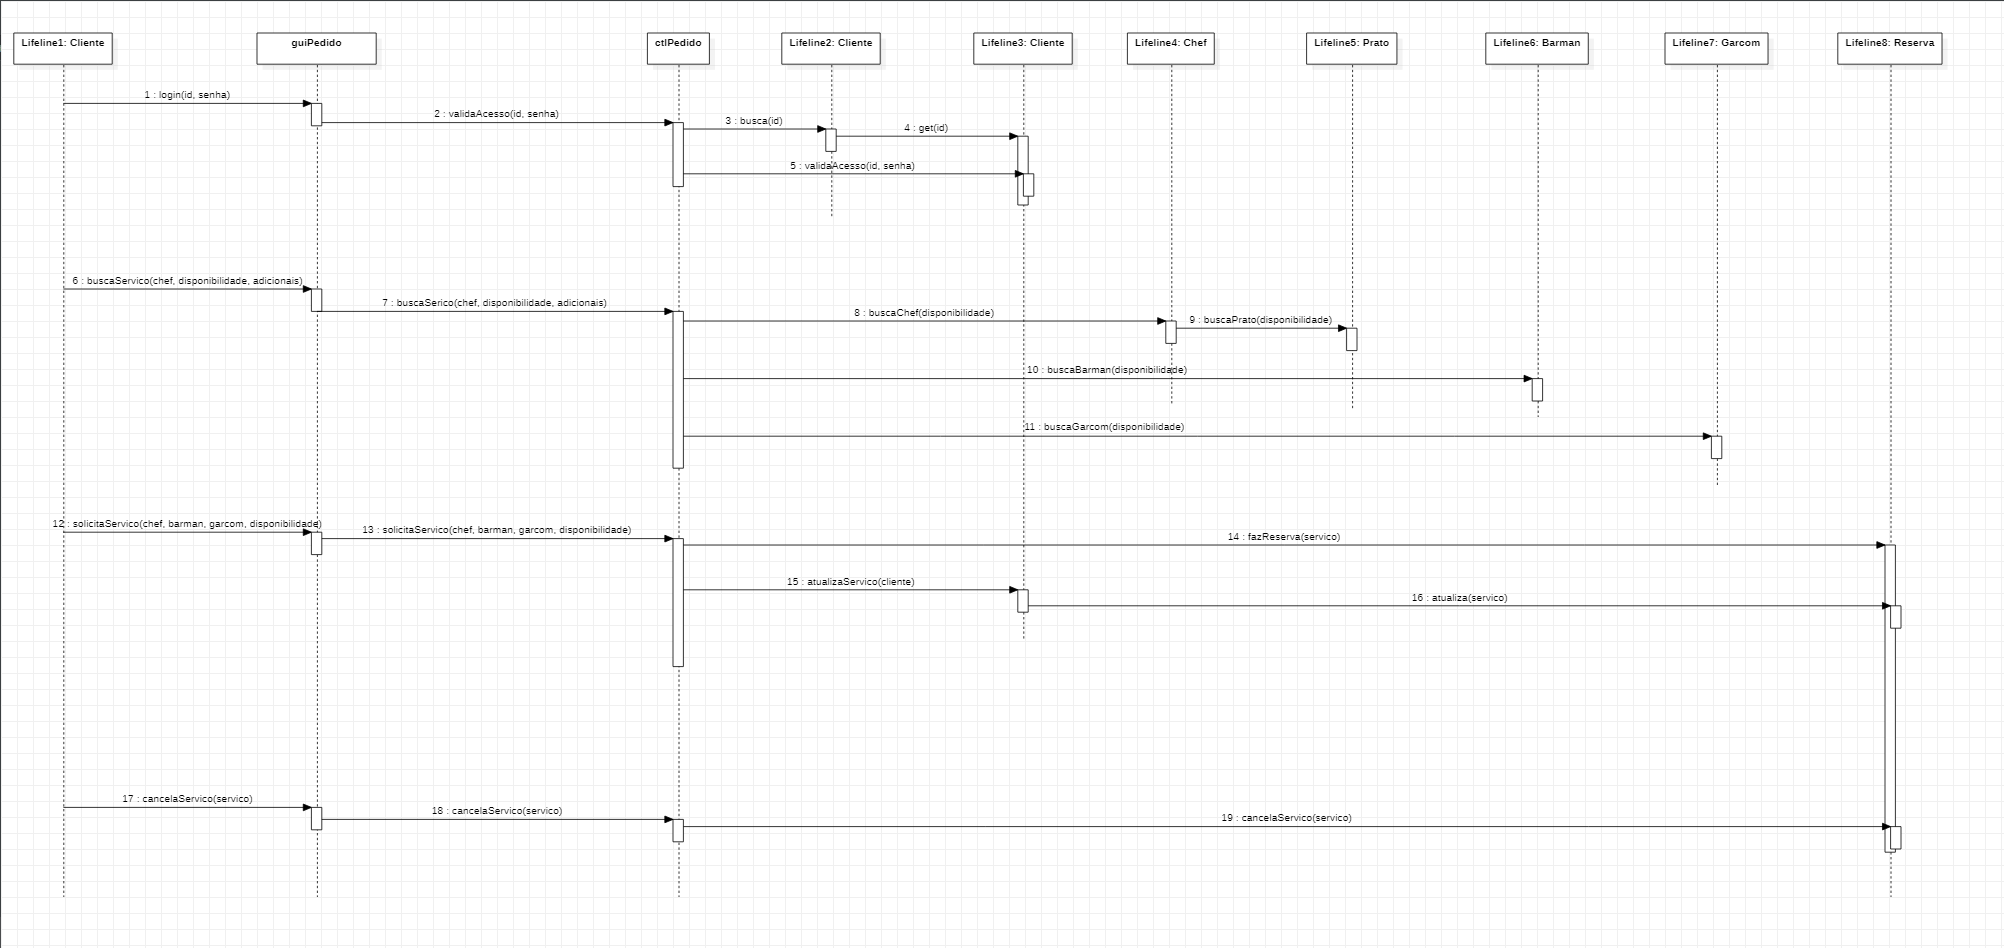 Lifeline1: Cliente
guiPedido
ctlPedido
Lifeline2: Cliente
Lifeline3: Cliente
Lifeline4: Chef
Lifeline5: Prato
Lifeline6: Barman
Lifeline7: Garcom
Lifeline8: Reserva
1 : login(id, senha)
2 : validaAcesso(id, senha)
3 : busca(id)
4 : get(id)
5 : validaAcesso(id, senha)
6 : buscaServico(chef, disponibilidade, adicionais)
7 : buscaSerico(chef, disponibilidade, adicionais)
8 : buscaChef(disponibilidade)
9 : buscaPrato(disponibilidade)
10 : buscaBarman(disponibilidade)
11 : buscaGarcom(disponibilidade)
12 : solicitaServico(chef, barman, garcom, disponibilidade)
13 : solicitaServico(chef, barman, garcom, disponibilidade)
14 : fazReserva(servico)
15 : atualizaServico(cliente)
16 : atualiza(servico)
17 : cancelaServico(servico)
18 : cancelaServico(servico)
19 : cancelaServico(servico)